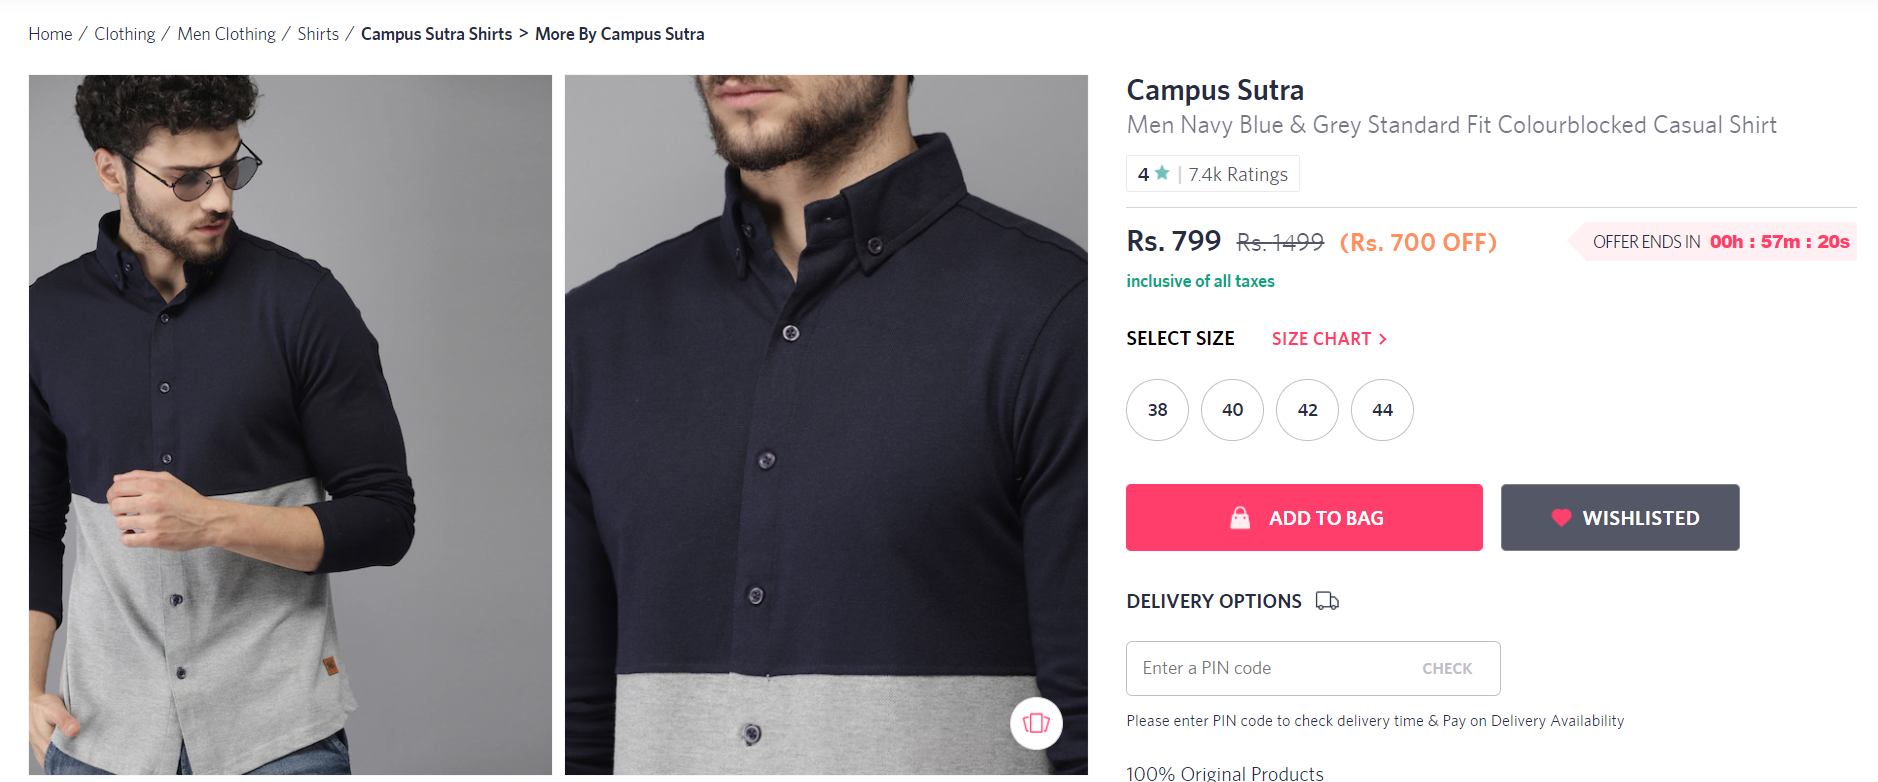 Home / Clothing / Men Clothing / Shirts / Campus Sutra Shirts > More By Campus Sutra
Campus Sutra
Men Navy Blue & Grey Standard Fit Colourblocked Casual Shirt
4 ★ | 7.4k Ratings
Rs. 799 Rs. 1499 (Rs. 700 OFF) OFFER ENDS IN 00h : 57m : 20s
inclusive of all taxes
SELECT SIZE SIZE CHART >
38 40 42 44
ADD TO BAG WISHLISTED
DELIVERY OPTIONS
Enter a PIN code CHECK
Please enter PIN code to check delivery time & Pay on Delivery Availability
100% Original Products